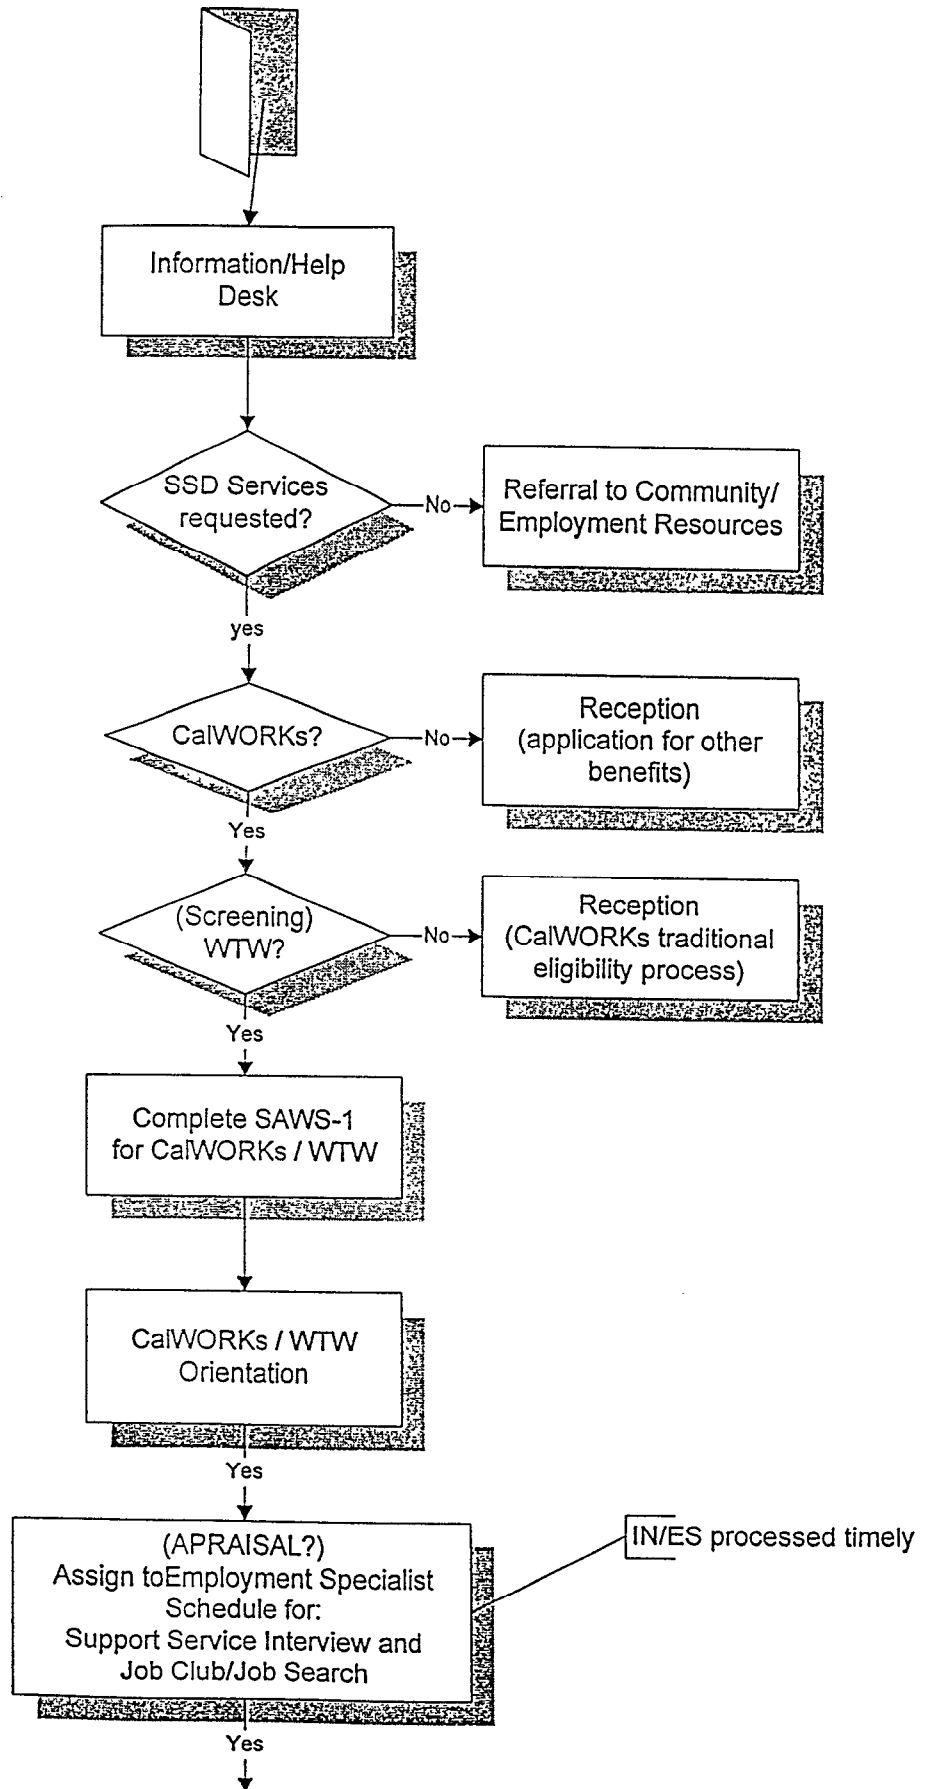 Information/Help
Desk
SSD Services
requested?
No
Referral to Community/
Employment Resources
yes
CalWORKs?
No
Reception
(application for other
benefits)
Yes
(Screening)
WTW?
No
Reception
(CalWORKs traditional
eligibility process)
Yes
Complete SAWS-1
for CalWORKs / WTW
CalWORKs / WTW
Orientation
Yes
(APRAISAL?)
Assign toEmployment Specialist
Schedule for:
Support Service Interview and
Job Club/Job Search
IN/ES processed timely
Yes